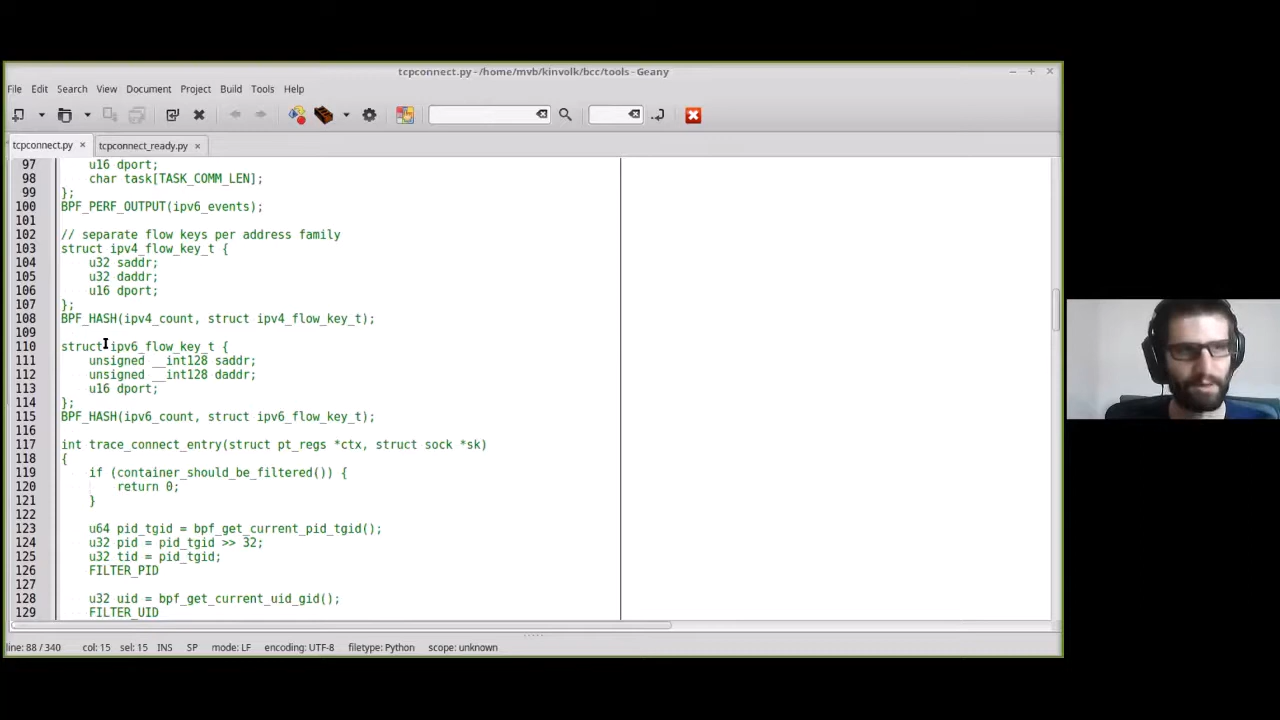 tcpconnect.py - /home/mvb/kinvolk/bcc/tools - Geany
File Edit Search View Document Project Build Tools Help
tcpconnect.py tcpconnect_ready.py
97 u16 dport;
98 char task[TASK_COMM_LEN];
99 };
100 BPF_PERF_OUTPUT(ipv6_events);
101
102 // separate flow keys per address family
103 struct ipv4_flow_key_t {
104 u32 saddr;
105 u32 daddr;
106 u16 dport;
107 };
108 BPF_HASH(ipv4_count, struct ipv4_flow_key_t);
109
110 struct ipv6_flow_key_t {
111 unsigned __int128 saddr;
112 unsigned __int128 daddr;
113 u16 dport;
114 };
115 BPF_HASH(ipv6_count, struct ipv6_flow_key_t);
116
117 int trace_connect_entry(struct pt_regs *ctx, struct sock *sk)
118 {
119 if (container_should_be_filtered()) {
120 return 0;
121 }
122
123 u64 pid_tgid = bpf_get_current_pid_tgid();
124 u32 pid = pid_tgid >> 32;
125 u32 tid = pid_tgid;
126 FILTER_PID
127
128 u32 uid = bpf_get_current_uid_gid();
129 FILTER_UID
line: 88 / 340 col: 15 sel: 15 INS SP mode: LF encoding: UTF-8 filetype: Python scope: unknown